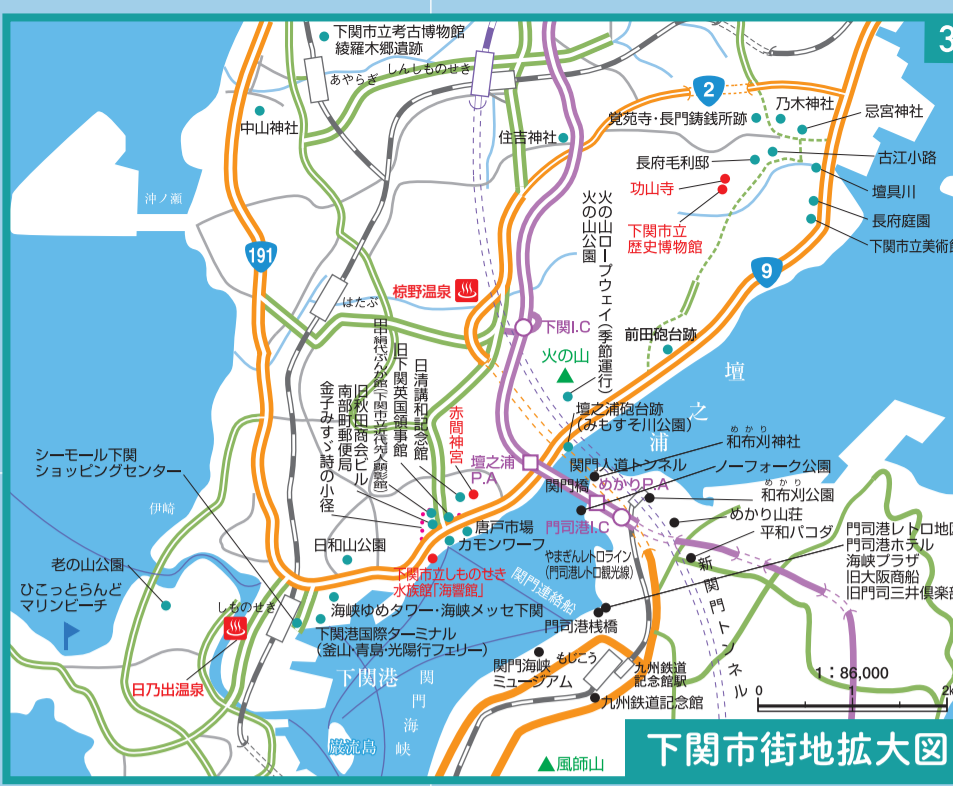 3
下関市立考古博物館
綾羅木郷遺跡
あやらぎ
しんしものせき
中山神社
住吉神社
2
覚苑寺・長門鋳銭所跡
乃木神社
忌宮神社
長府毛利邸
古江小路
功山寺
壇具川
長府庭園
下関市立
歴史博物館
下関市立美術館
沖ノ瀬
191
9
火の山ロープウェイ(季節運行)
火の山公園
はたぶ
椋野温泉
下関I.C
火の山
前田砲台跡
壇之浦
田中絹代ぶんか館(下関市立近代先人顕彰館)
旧下関英国領事館
日清講和記念館
旧秋田商会ビル
南部町郵便局
金子みすゞ詩の小径
赤間神宮
壇之浦
P.A
壇之浦砲台跡
(みもすそ川公園)
めかり
和布刈神社
関門人道トンネル
ノーフォーク公園
関門橋
めかりP.A
めかり
和布刈公園
めかり山荘
平和パゴダ
門司港I.C
シーモール下関
ショッピングセンター
伊崎
日和山公園
唐戸市場
カモンワーフ
やまぎんレトロライン
(門司港レトロ観光線)
門司港レトロ地区
門司港ホテル
海峡プラザ
旧大阪商船
旧門司三井倶楽部
新関門トンネル
老の山公園
ひこっとらんど
マリンビーチ
しものせき
下関市立しものせき
水族館「海響館」
関門連絡船
海峡ゆめタワー・海峡メッセ下関
下関港国際ターミナル
(釜山・青島・光陽行フェリー)
門司港桟橋
日乃出温泉
下関港
関門海峡
関門海峡
ミュージアム
もじこう
九州鉄道
記念館駅
九州鉄道記念館
巌流島
風師山
1:86,000
0
1
2k
下関市街地拡大図